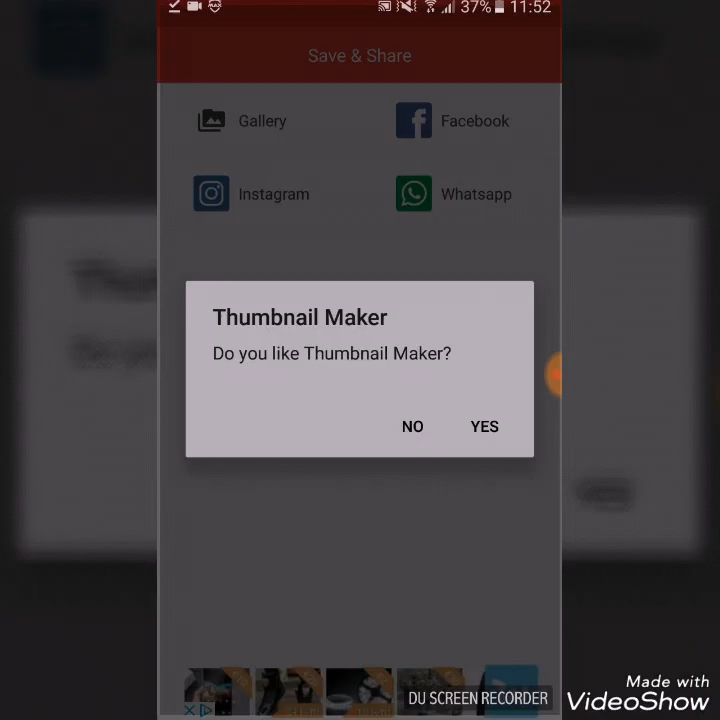 37% 11:52
Save & Share
Gallery
Facebook
Instagram
Whatsapp
Thumbnail Maker
Do you like Thumbnail Maker?
NO YES
DU SCREEN RECORDER
Made with
VideoShow